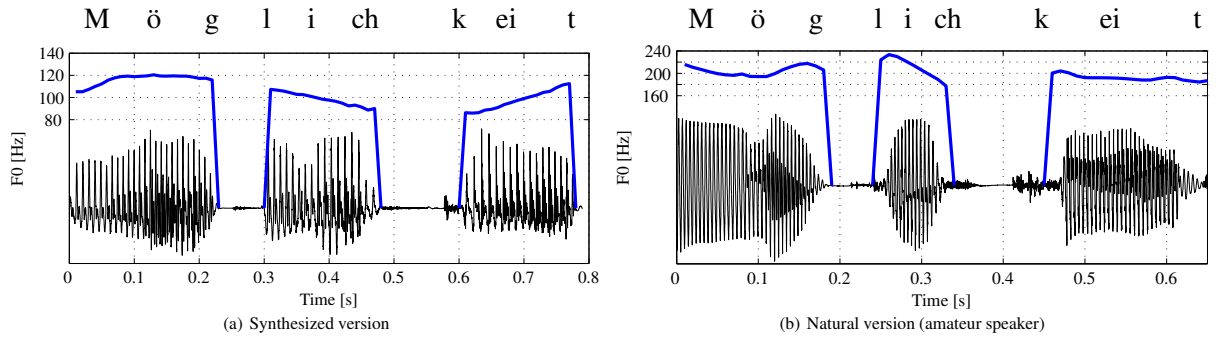 M ö g l i ch k ei t
140
120
100
80
F0 [Hz]
0 0.1 0.2 0.3 0.4 0.5 0.6 0.7 0.8
Time [s]
(a) Synthesized version
M ö g l i ch k ei t
240
200
160
F0 [Hz]
0 0.1 0.2 0.3 0.4 0.5 0.6
Time [s]
(b) Natural version (amateur speaker)